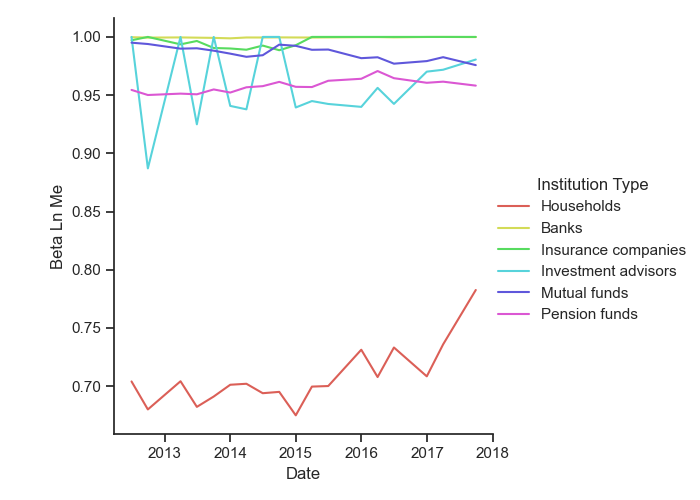 1.00
0.95
0.90
0.85
0.80
0.75
0.70
Beta Ln Me
2013
2014
2015
2016
2017
2018
Date
Institution Type
Households
Banks
Insurance companies
Investment advisors
Mutual funds
Pension funds